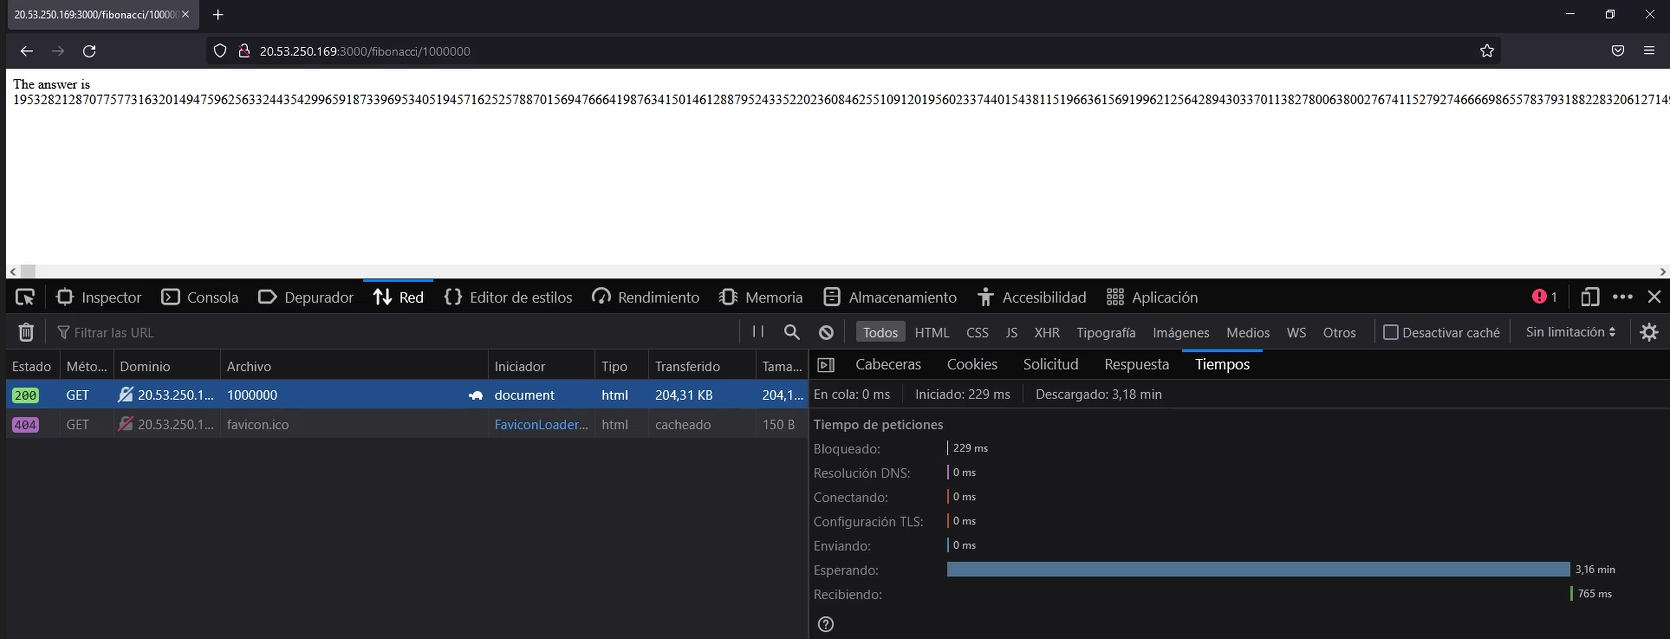 20.53.250.169:3000/fibonacci/100000
20.53.250.169:3000/fibonacci/1000000
The answer is
Inspector Consola Depurador Red Editor de estilos Rendimiento Memoria Almacenamiento Accesibilidad Aplicación 1
Filtrar las URL Todos HTML CSS JS XHR Tipografía Imágenes Medios WS Otros Desactivar caché Sin limitación
Estado Méto... Dominio Archivo Iniciador Tipo Transferido Tama...
200 GET 20.53.250.1... 1000000 document html 204,31 KB 204,1...
404 GET 20.53.250.1... favicon.ico FaviconLoader... html cacheado 150 B
Cabeceras Cookies Solicitud Respuesta Tiempos
En cola: 0 ms Iniciado: 229 ms Descargado: 3,18 min
Tiempo de peticiones
Bloqueado: 229 ms
Resolución DNS: 0 ms
Conectando: 0 ms
Configuración TLS: 0 ms
Enviando: 0 ms
Esperando: 3,16 min
Recibiendo: 765 ms